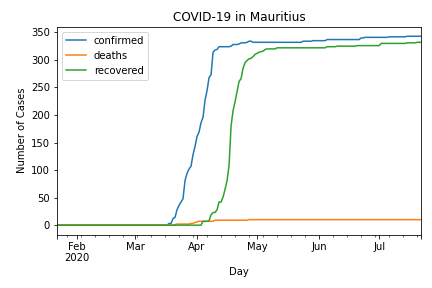 COVID-19 in Mauritius
confirmed
deaths
recovered
350
300
250
200
150
100
50
0
Number of Cases
Feb Mar Apr May Jun Jul
2020
Day